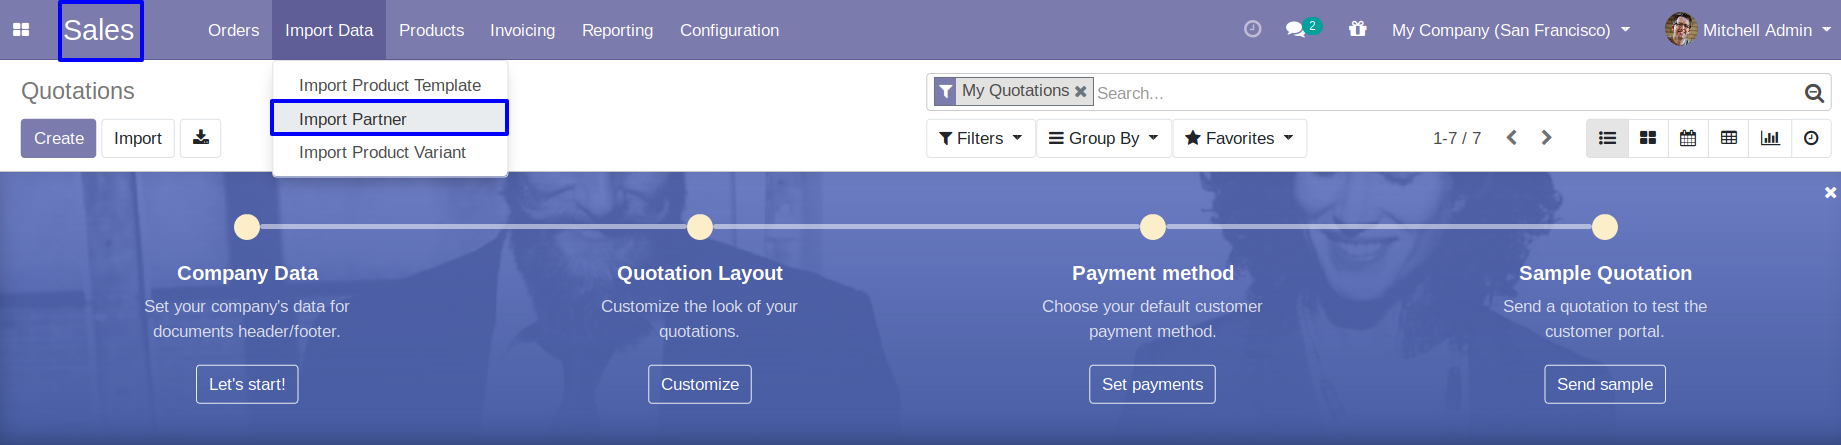 Sales Orders Import Data Products Invoicing Reporting Configuration 2 My Company (San Francisco) Mitchell Admin
Import Product Template
Import Partner
Import Product Variant
Quotations
My Quotations Search...
Create Import
Filters Group By Favorites 1-7 / 7
Company Data
Set your company's data for
documents header/footer.
Let's start!
Quotation Layout
Customize the look of your
quotations.
Customize
Payment method
Choose your default customer
payment method.
Set payments
Sample Quotation
Send a quotation to test the
customer portal.
Send sample